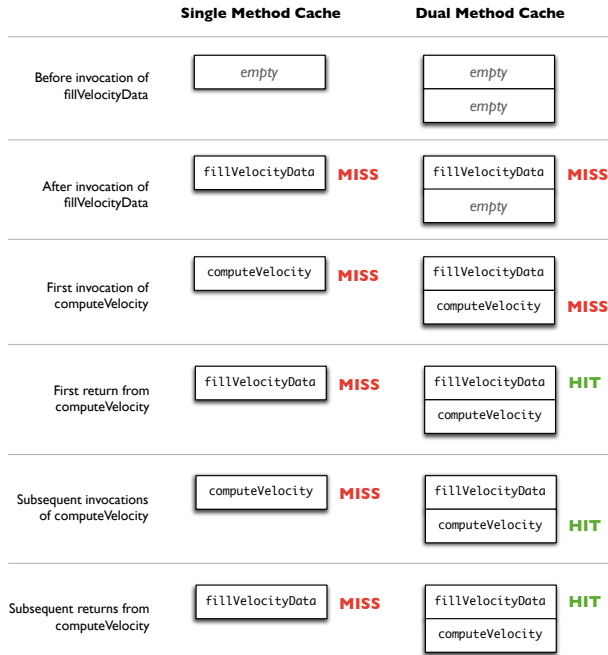 Single Method Cache Dual Method Cache
Before invocation of
fillVelocityData
empty
empty
empty
After invocation of
fillVelocityData
fillVelocityData MISS
fillVelocityData MISS
empty
First invocation of
computeVelocity
computeVelocity MISS
fillVelocityData
computeVelocity MISS
First return from
computeVelocity
fillVelocityData MISS
fillVelocityData HIT
computeVelocity
Subsequent invocations
of computeVelocity
computeVelocity MISS
fillVelocityData
computeVelocity HIT
Subsequent returns from
computeVelocity
fillVelocityData MISS
fillVelocityData HIT
computeVelocity